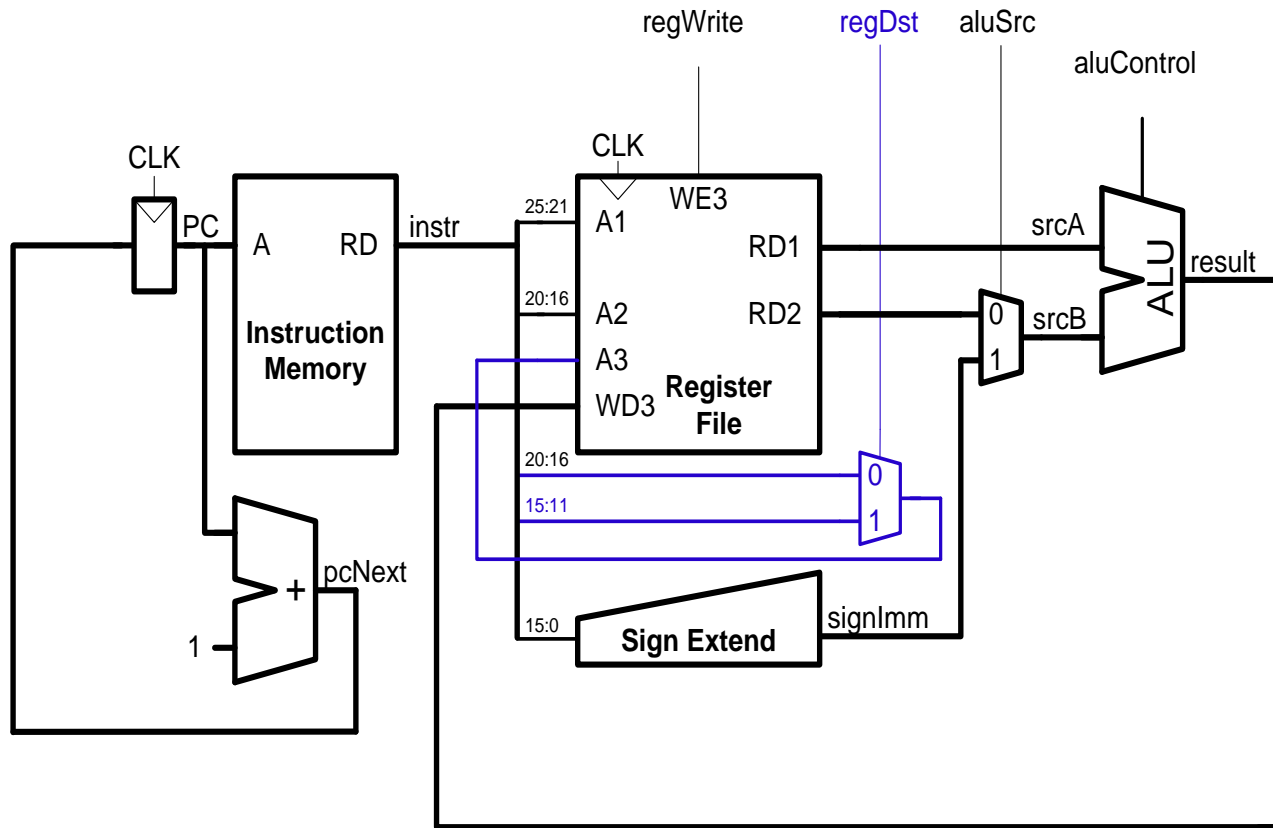 regWrite
regDst
aluSrc
aluControl
CLK
CLK
PC
A
RD
Instruction
Memory
instr
25:21
A1
WE3
RD1
20:16
A2
RD2
A3
WD3
Register
File
srcA
0
1
srcB
ALU
result
20:16
0
15:11
1
pcNext
+
1
15:0
Sign Extend
signImm